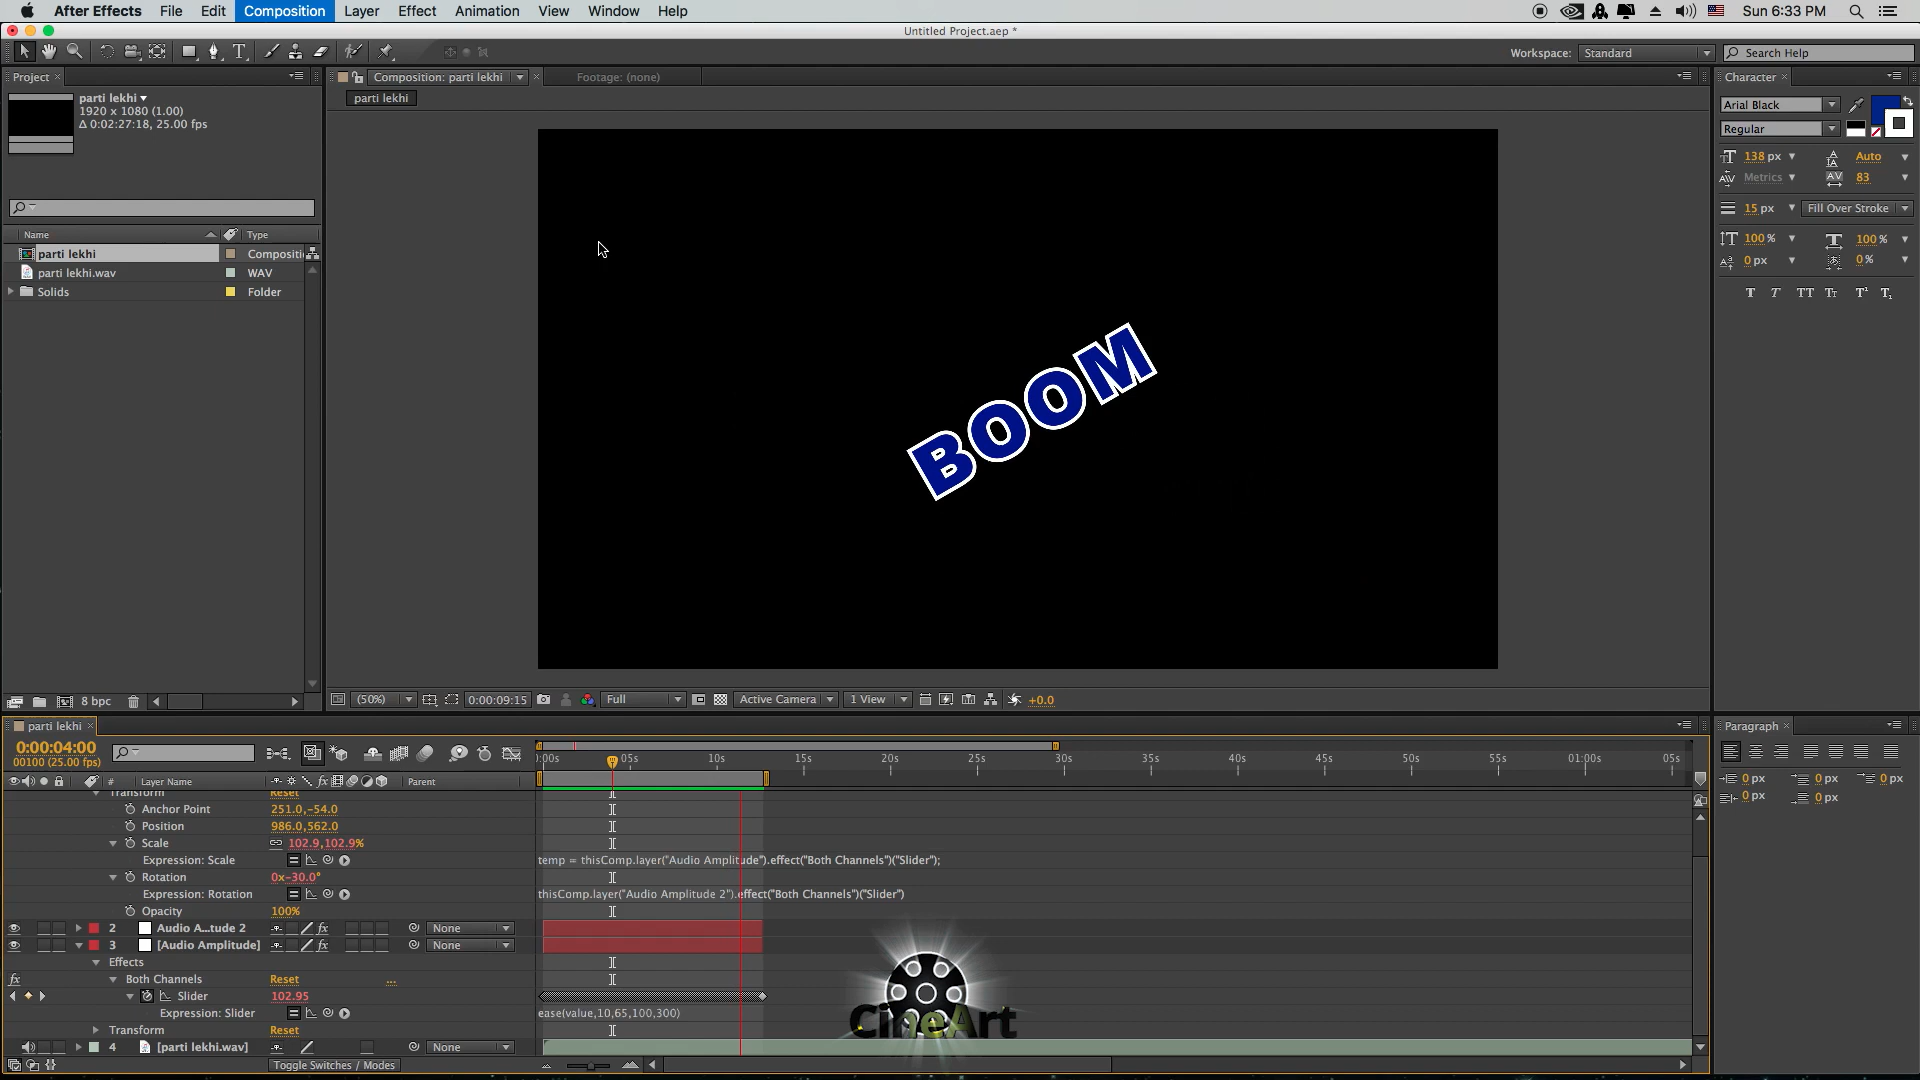 After Effects File Edit Composition Layer Effect Animation View Window Help Sun 6:33 PM
Untitled Project.aep *
Workspace: Standard Search Help
Project Composition: parti lekhi Footage: (none) Character
parti lekhi
1920 x 1080 (1.00)
Δ 0:02:27:18, 25.00 fps
parti lekhi
Arial Black
Regular
138 px Auto
Metrics 83
15 px Fill Over Stroke
100 % 100 %
0 px 0 %
T T TT Tt T¹ T₁
Name Type
parti lekhi Compositi
parti lekhi.wav WAV
Solids Folder
BOOM
8 bpc (50%) 0:00:09:15 Full Active Camera 1 View +0.0
parti lekhi Paragraph
0:00:04:00
00100 (25.00 fps)
# Layer Name Parent
):00s 05s 10s 15s 20s 25s 30s 35s 40s 45s 50s 55s 01:00s 05s
0 px 0 px 0 px
0 px 0 px
Transform Reset
Anchor Point 251.0,-54.0
Position 986.0,562.0
Scale 102.9,102.9%
Expression: Scale temp = thisComp.layer("Audio Amplitude").effect("Both Channels")("Slider");
Rotation 0x-30.0°
Expression: Rotation thisComp.layer("Audio Amplitude 2").effect("Both Channels")("Slider")
Opacity 100%
2 Audio A...tude 2 None
3 [Audio Amplitude] None
Effects
Both Channels Reset ...
Slider 102.95
Expression: Slider ease(value,10,65,100,300)
Transform Reset
4 [parti lekhi.wav] None
Toggle Switches / Modes
CineArt